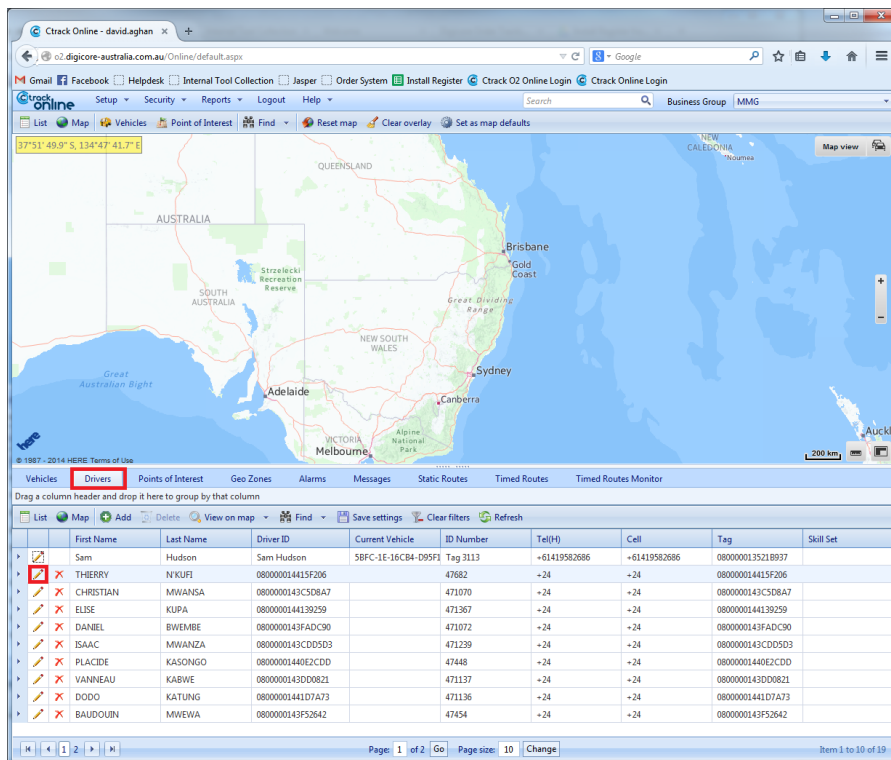 Ctrack Online - david.aghan
o2.digicore-australia.com.au/Online/default.aspx
Google
Gmail Facebook Helpdesk Internal Tool Collection Jasper Order System Install Register Ctrack O2 Online Login Ctrack Online Login
Ctrack online Setup Security Reports Logout Help Search Business Group MMG
List Map Vehicles Point of Interest Find Reset map Clear overlay Set as map defaults
37°51' 49.9" S, 134°47' 41.7" E
NEW CALEDONIA
Noumea
Map view
QUEENSLAND
AUSTRALIA
Brisbane
Gold Coast
Strzelecki Recreation Reserve
SOUTH AUSTRALIA
Great Dividing Range
NEW SOUTH WALES
Great Australian Bight
Sydney
Adelaide
Canberra
Alpine National Park
VICTORIA
Melbourne
Auckl
here
200 km
© 1987 - 2014 HERE Terms of Use
Vehicles Drivers Points of Interest Geo Zones Alarms Messages Static Routes Timed Routes Timed Routes Monitor
Drag a column header and drop it here to group by that column
List Map Add Delete View on map Find Save settings Clear filters Refresh
First Name Last Name Driver ID Current Vehicle ID Number Tel(H) Cell Tag Skill Set
Sam Hudson Sam Hudson 5BFC-1E-16CB4-D95F1 Tag 3113 +61419582686 +61419582686 080000013521B937
THIERRY N'KUFI 080000014415F206 47682 +24 +24 080000014415F206
CHRISTIAN MWANSA 0800000143C5D8A7 471070 +24 +24 0800000143C5D8A7
ELISE KUPA 0800000144139259 471367 +24 +24 0800000144139259
DANIEL BWEMBE 0800000143FADC90 471072 +24 +24 0800000143FADC90
ISAAC MWANZA 0800000143CDD5D3 471239 +24 +24 0800000143CDD5D3
PLACIDE KASONGO 0800001440E2CDD 47448 +24 +24 0800001440E2CDD
VANNEAU KABWE 0800000143DD0821 471137 +24 +24 0800000143DD0821
DODO KATUNG 0800001441D7A73 471136 +24 +24 0800001441D7A73
BAUDOUIN MWEWA 0800000143F52642 47454 +24 +24 0800000143F52642
1 2 Page: 1 of 2 Go Page size: 10 Change Item 1 to 10 of 19